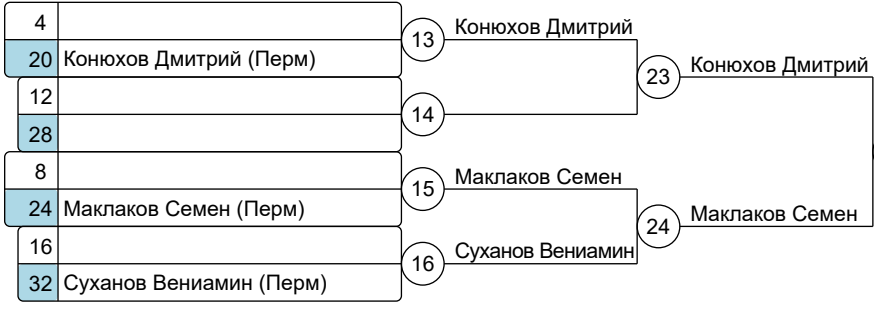 4
20 Конюхов Дмитрий (Перм)
12
28
8
24 Маклаков Семен (Перм)
16
32 Суханов Вениамин (Перм)
13 Конюхов Дмитрий
14
15 Маклаков Семен
16 Суханов Вениамин
23 Конюхов Дмитрий
24 Маклаков Семен